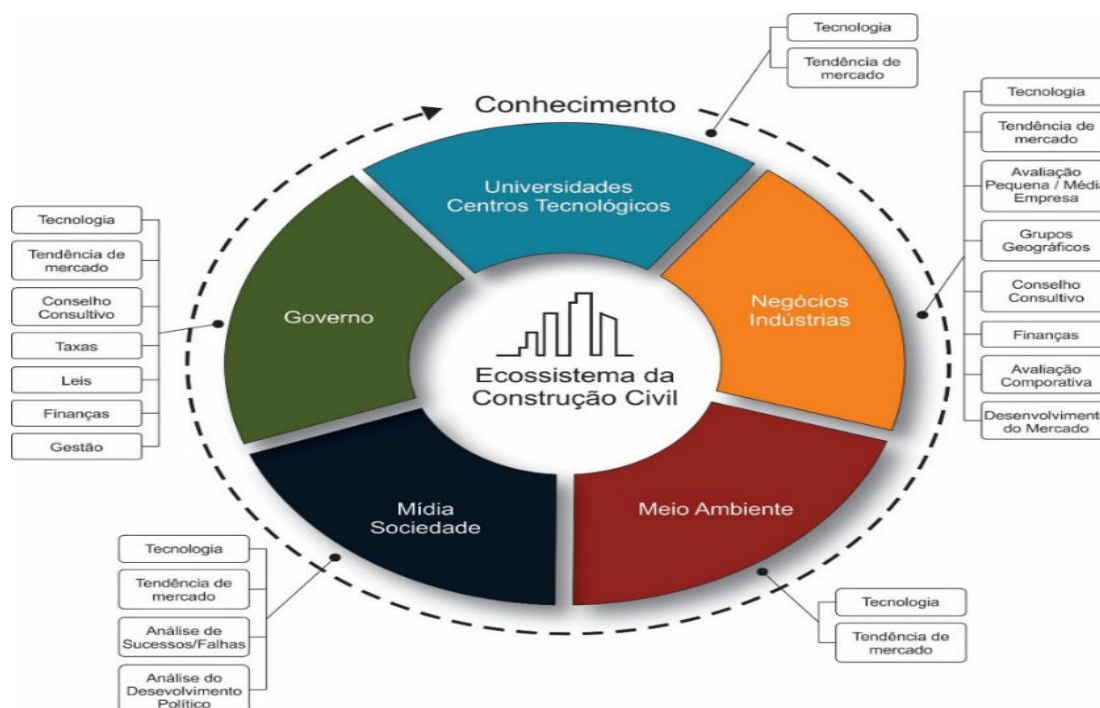 Tecnologia
Tendência de
mercado
Conhecimento
Universidades
Centros Tecnológicos
Tecnologia
Tendência de
mercado
Avaliação
Pequena / Média
Empresa
Grupos
Geográficos
Conselho
Consultivo
Finanças
Avaliação
Comporativa
Desenvolvimento
do Mercado
Negócios
Indústrias
Tecnologia
Tendência de
mercado
Conselho
Consultivo
Taxas
Leis
Finanças
Gestão
Governo
Ecossistema da
Construção Civil
Mídia
Sociedade
Meio Ambiente
Tecnologia
Tendência de
mercado
Análise de
Sucessos/Falhas
Análise do
Desevolvimento
Político
Tecnologia
Tendência de
mercado